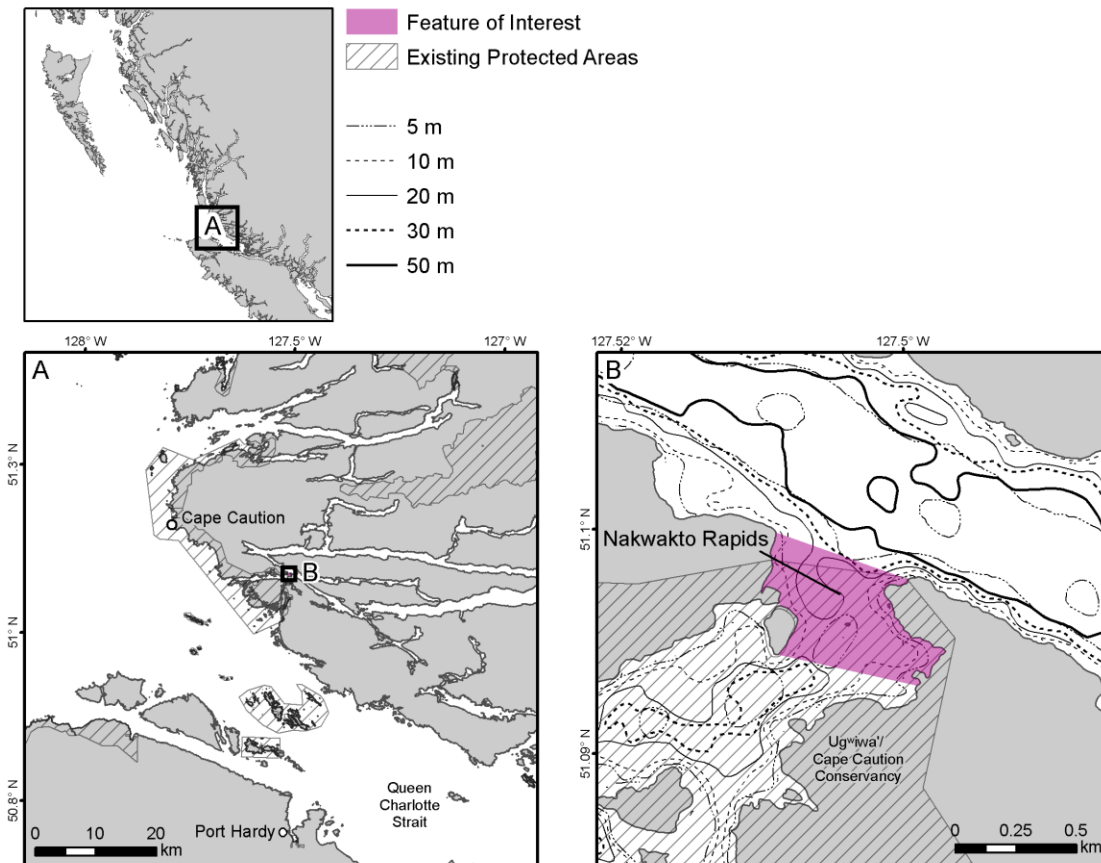 Feature of Interest
Existing Protected Areas
5 m
10 m
20 m
30 m
50 m
A
128° W
127.5° W
127° W
A
51.3° N
51° N
50.8° N
Cape Caution
B
Queen
Charlotte
Strait
Port Hardy
0 10 20
km
127.52° W
127.5° W
B
51.1° N
51.09° N
Nakwakto Rapids
Ugʷiwa'/
Cape Caution
Conservancy
0 0.25 0.5
km